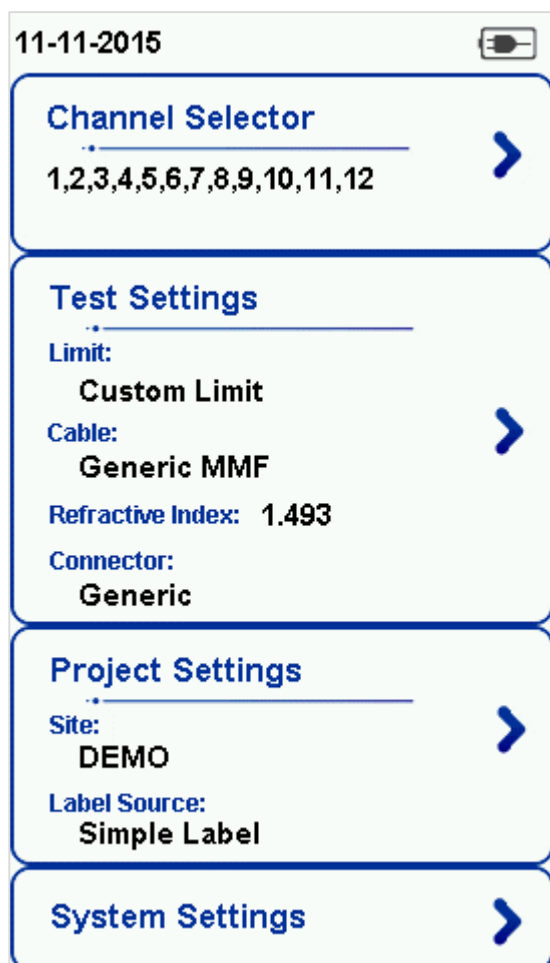 11-11-2015
Channel Selector
1,2,3,4,5,6,7,8,9,10,11,12
Test Settings
Limit:
Custom Limit
Cable:
Generic MMF
Refractive Index: 1.493
Connector:
Generic
Project Settings
Site:
DEMO
Label Source:
Simple Label
System Settings